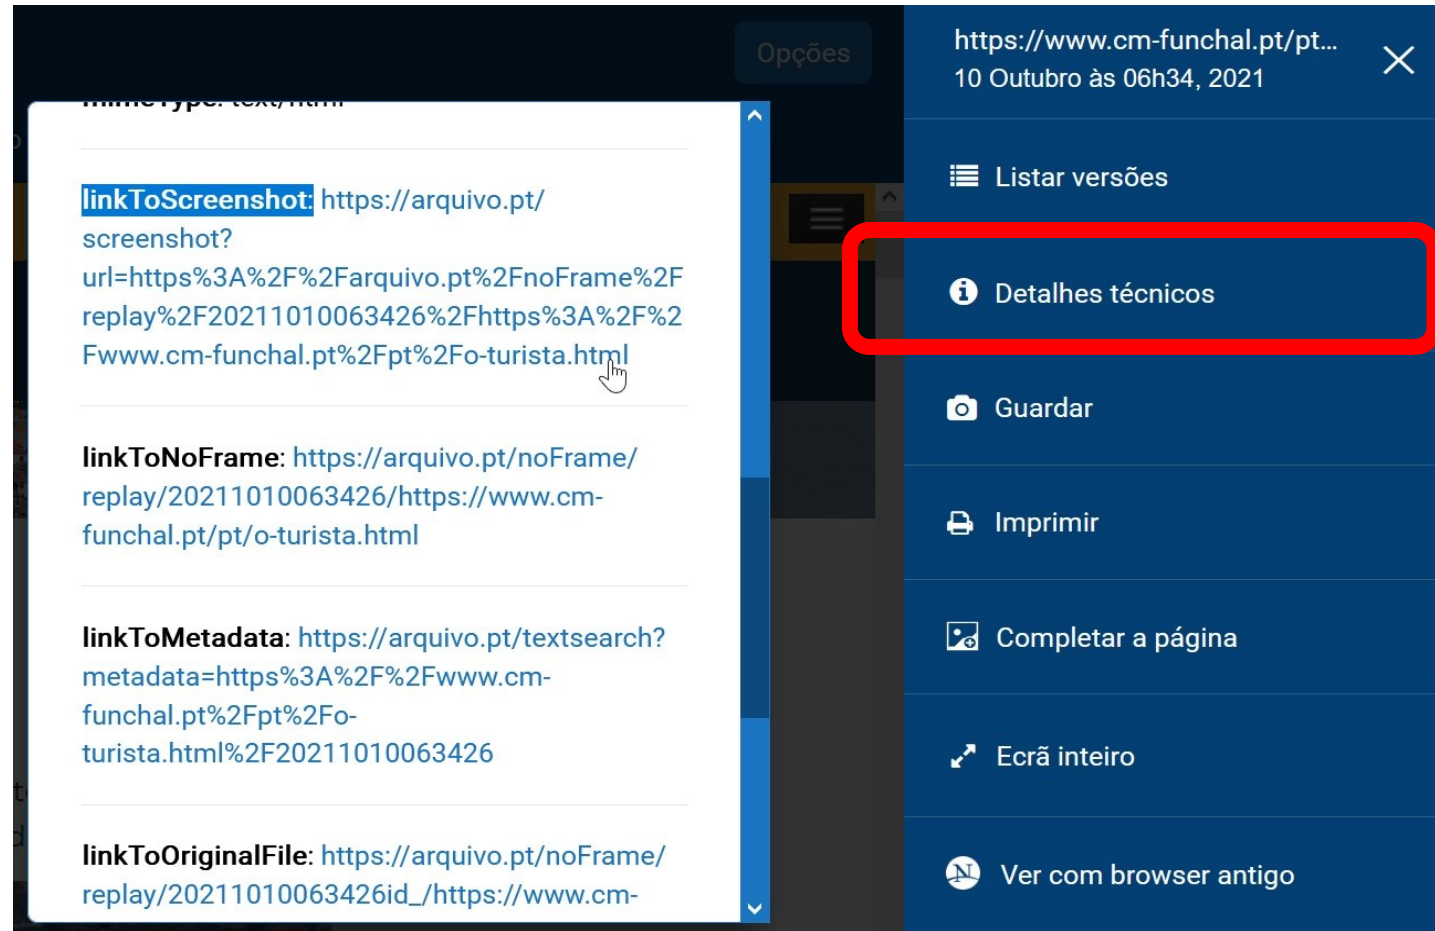 Opções
mimeType: text/html
linkToScreenshot: https://arquivo.pt/
screenshot?
url=https%3A%2F%2Farquivo.pt%2FnoFrame%2F
replay%2F20211010063426%2Fhttps%3A%2F%2
Fwww.cm-funchal.pt%2Fpt%2Fo-turista.html
linkToNoFrame: https://arquivo.pt/noFrame/
replay/20211010063426/https://www.cm-
funchal.pt/pt/o-turista.html
linkToMetadata: https://arquivo.pt/textsearch?
metadata=https%3A%2F%2Fwww.cm-
funchal.pt%2Fpt%2Fo-
turista.html%2F20211010063426
linkToOriginalFile: https://arquivo.pt/noFrame/
replay/20211010063426id_/https://www.cm-
https://www.cm-funchal.pt/pt...
10 Outubro às 06h34, 2021
Listar versões
Detalhes técnicos
Guardar
Imprimir
Completar a página
Ecrã inteiro
Ver com browser antigo